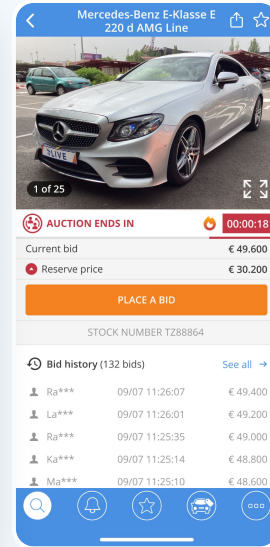 Mercedes-Benz E-Klasse E
220 d AMG Line
5LIVE
1 of 25
AUCTION ENDS IN
00:00:18
Current bid
€ 49.600
Reserve price
€ 30.200
PLACE A BID
STOCK NUMBER TZ88864
Bid history (132 bids)
See all →
Ra*** 09/07 11:26:07 € 49.400
La*** 09/07 11:26:01 € 49.200
Ra*** 09/07 11:25:35 € 49.000
Ka*** 09/07 11:25:14 € 48.800
Ma*** 09/07 11:25:10 € 48.600